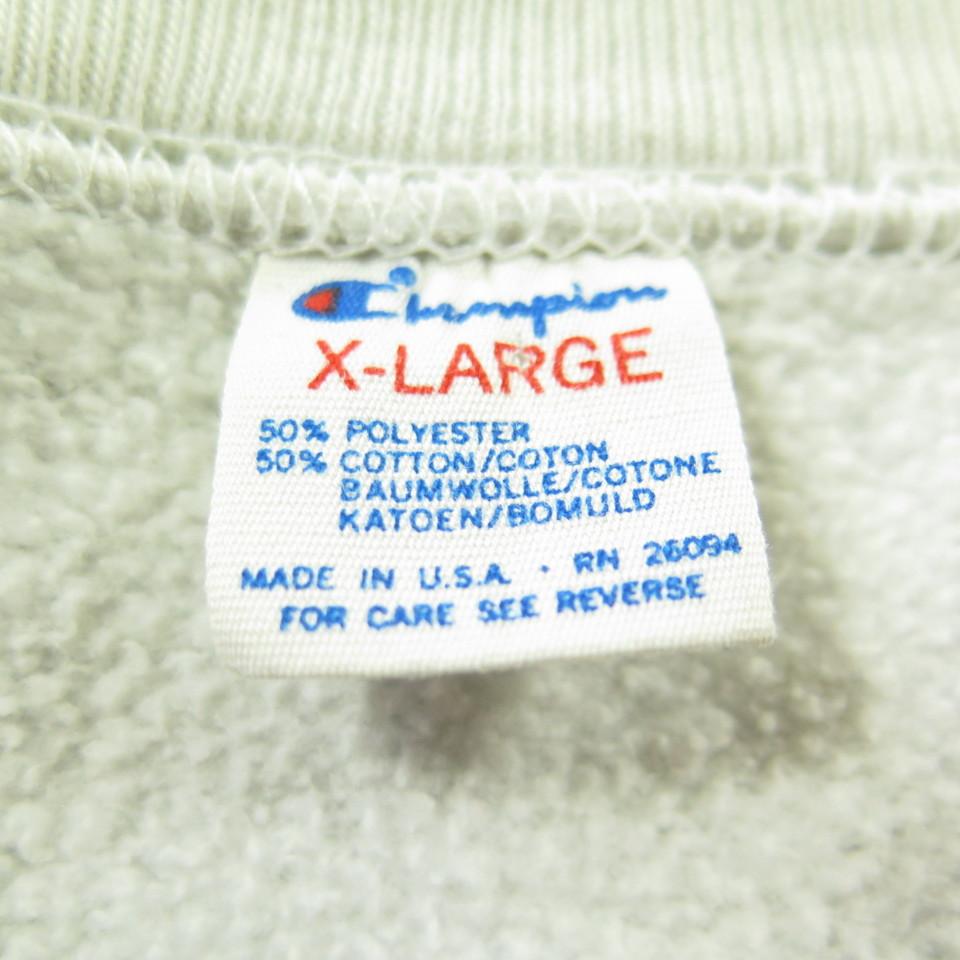 Champion
X-LARGE
50% POLYESTER
50% COTTON/COTON
BAUMWOLLE/COTONE
KATOEN/BOMULD
MADE IN U.S.A. · RN 26094
FOR CARE SEE REVERSE